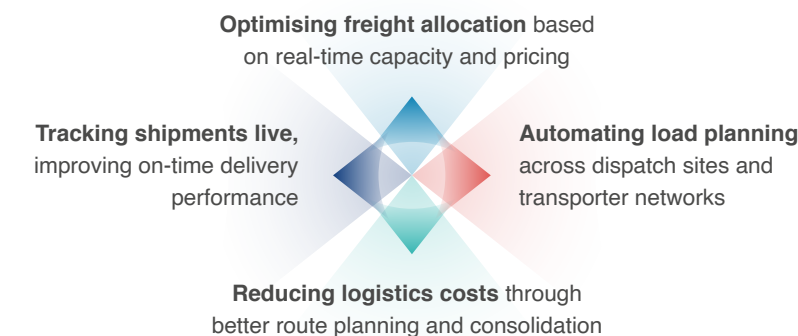 Optimising freight allocation based
on real-time capacity and pricing
Tracking shipments live,
improving on-time delivery
performance
Automating load planning
across dispatch sites and
transporter networks
Reducing logistics costs through
better route planning and consolidation